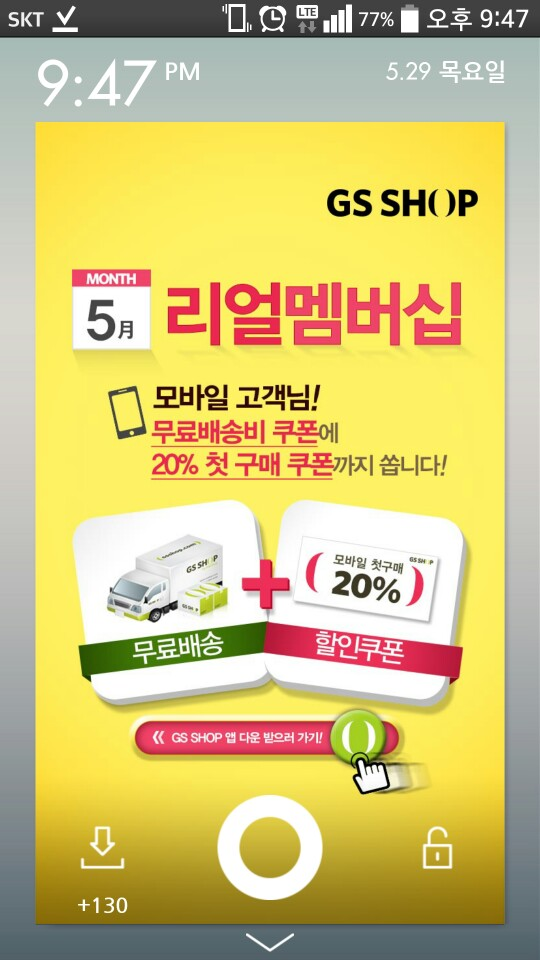 SKT
LTE
77%
오후 9:47
9:47 PM
5.29 목요일
GS SHOP
MONTH
5月
리얼멤버십
모바일 고객님!
무료배송비 쿠폰에
20% 첫 구매 쿠폰까지 쏩니다!
gsshop.com
GS SHOP
GS SHOP
무료배송
+
GS SHOP
모바일 첫구매
20%
할인쿠폰
《 GS SHOP 앱 다운 받으러 가기!
+130